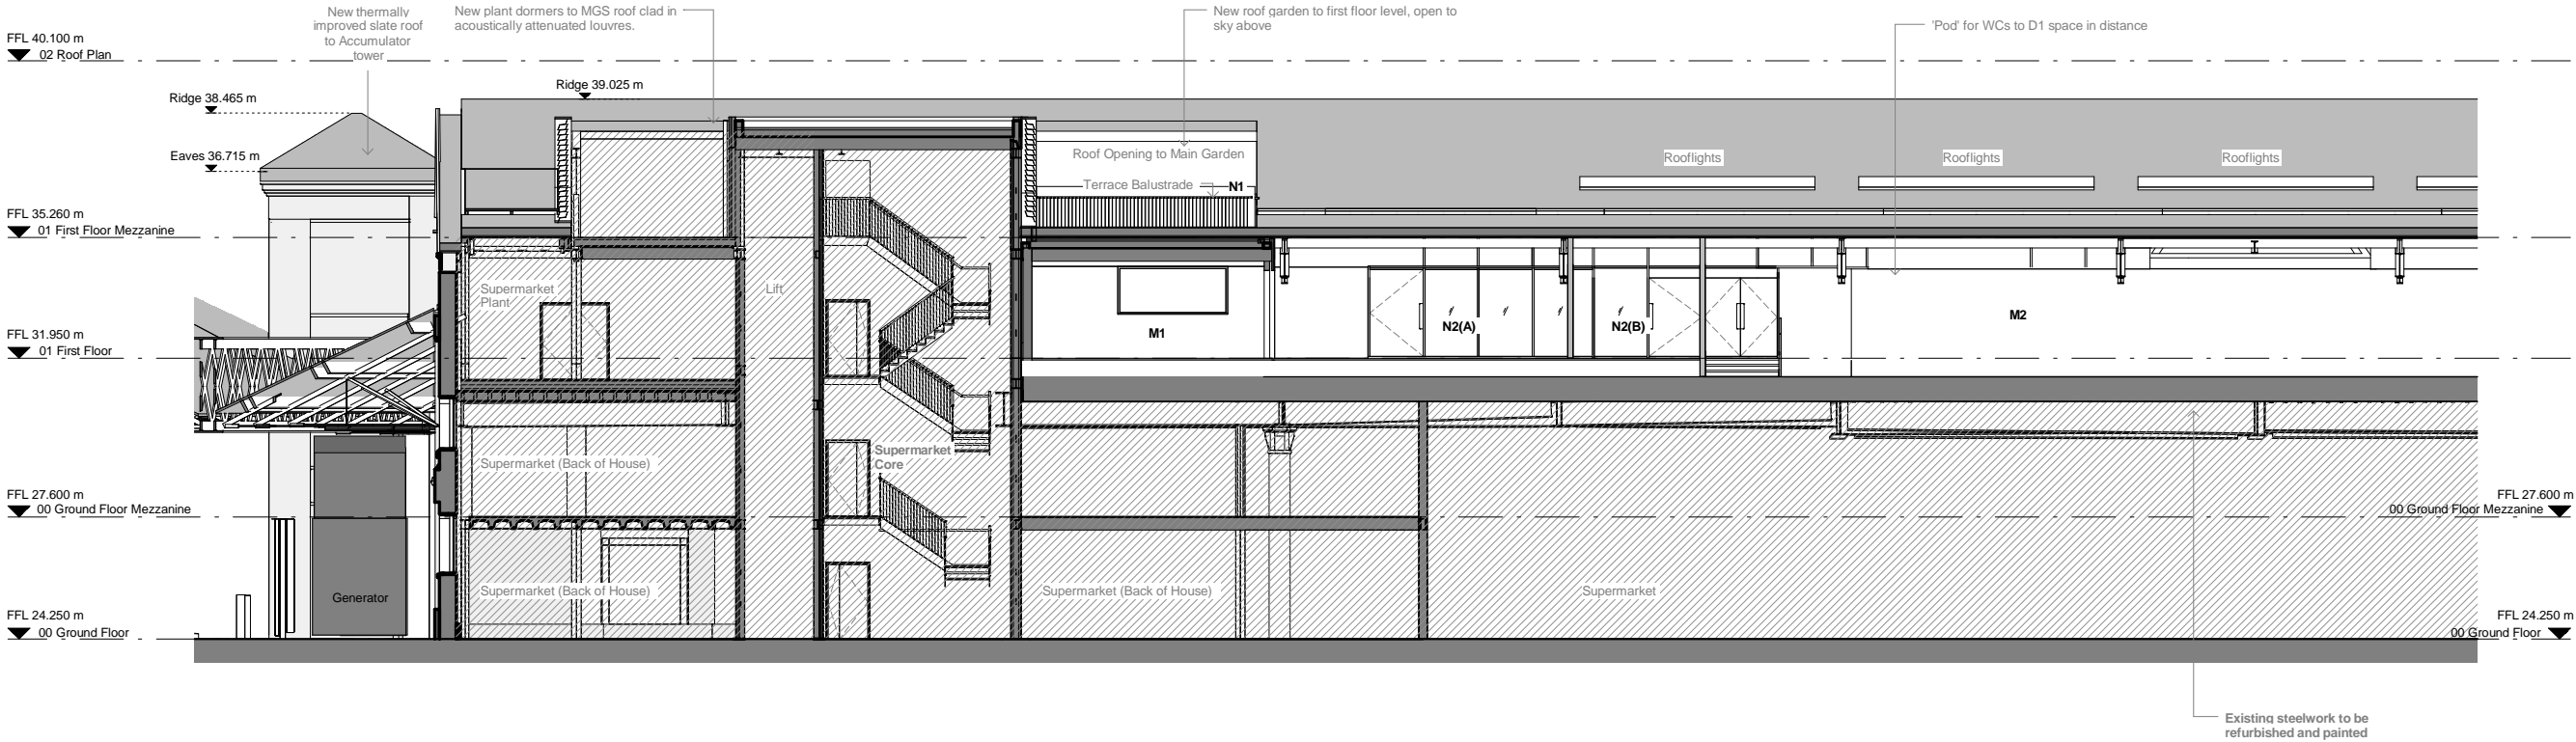 New thermally
improved slate roof
to Accumulator
tower
New plant dormers to MGS roof clad in
acoustically attenuated louvres.
New roof garden to first floor level, open to
sky above
'Pod' for WCs to D1 space in distance
FFL 40.100 m
02 Roof Plan
Ridge 38.465 m
Ridge 39.025 m
Eaves 36.715 m
Roof Opening to Main Garden
Rooflights
Rooflights
Rooflights
Terrace Balustrade
N1
FFL 35.260 m
01 First Floor Mezzanine
Supermarket
Plant
Lift
M1
N2(A)
N2(B)
M2
FFL 31.950 m
01 First Floor
Supermarket (Back of House)
Supermarket
Core
FFL 27.600 m
00 Ground Floor Mezzanine
FFL 27.600 m
00 Ground Floor Mezzanine
Generator
Supermarket (Back of House)
Supermarket (Back of House)
Supermarket
FFL 24.250 m
00 Ground Floor
FFL 24.250 m
00 Ground Floor
Existing steelwork to be
refurbished and painted